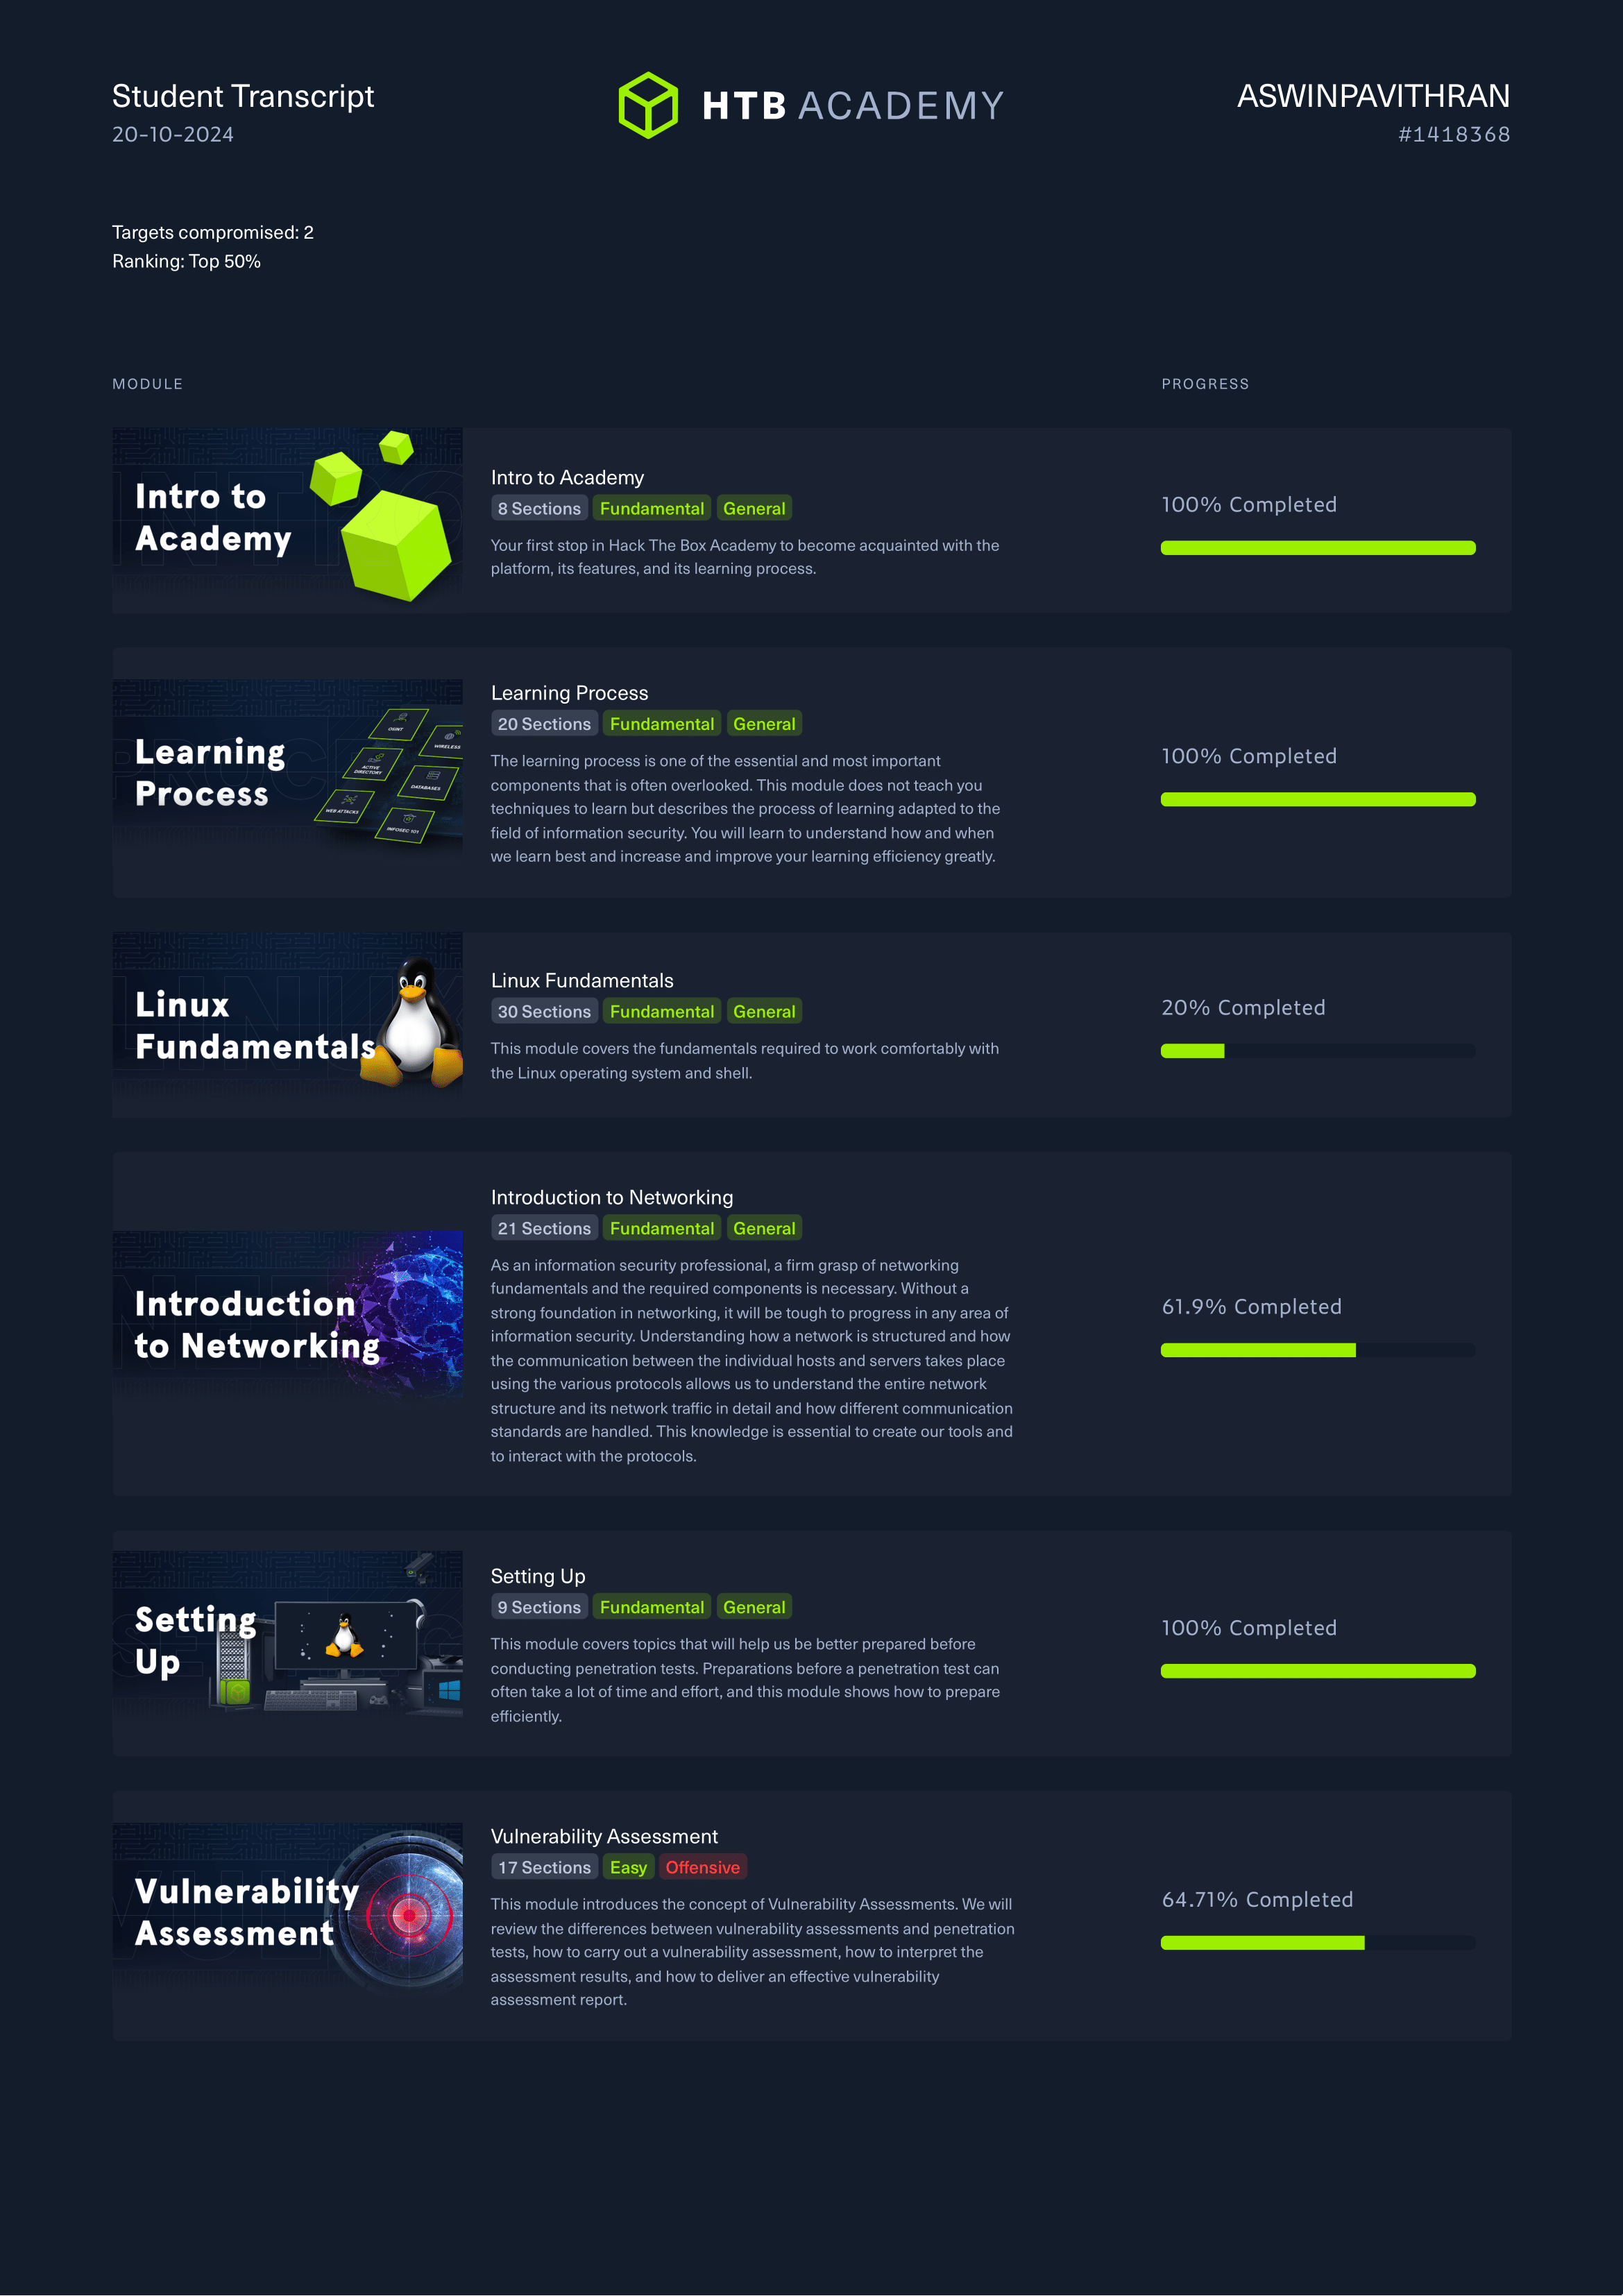 Student Transcript
20-10-2024
HTB ACADEMY
ASWINPAVITHRAN
#1418368
Targets compromised: 2
Ranking: Top 50%
MODULE
PROGRESS
Intro to
Academy
Intro to Academy
8 Sections Fundamental General
Your first stop in Hack The Box Academy to become acquainted with the
platform, its features, and its learning process.
100% Completed
Learning
Process
OSINT
WIRELESS
ACTIVE
DIRECTORY
DATABASES
WEB ATTACKS
INFOSEC 101
Learning Process
20 Sections Fundamental General
The learning process is one of the essential and most important
components that is often overlooked. This module does not teach you
techniques to learn but describes the process of learning adapted to the
field of information security. You will learn to understand how and when
we learn best and increase and improve your learning efficiency greatly.
100% Completed
Linux
Fundamentals
Linux Fundamentals
30 Sections Fundamental General
This module covers the fundamentals required to work comfortably with
the Linux operating system and shell.
20% Completed
Introduction
to Networking
Introduction to Networking
21 Sections Fundamental General
As an information security professional, a firm grasp of networking
fundamentals and the required components is necessary. Without a
strong foundation in networking, it will be tough to progress in any area of
information security. Understanding how a network is structured and how
the communication between the individual hosts and servers takes place
using the various protocols allows us to understand the entire network
structure and its network traffic in detail and how different communication
standards are handled. This knowledge is essential to create our tools and
to interact with the protocols.
61.9% Completed
Setting
Up
Setting Up
9 Sections Fundamental General
This module covers topics that will help us be better prepared before
conducting penetration tests. Preparations before a penetration test can
often take a lot of time and effort, and this module shows how to prepare
efficiently.
100% Completed
Vulnerability
Assessment
Vulnerability Assessment
17 Sections Easy Offensive
This module introduces the concept of Vulnerability Assessments. We will
review the differences between vulnerability assessments and penetration
tests, how to carry out a vulnerability assessment, how to interpret the
assessment results, and how to deliver an effective vulnerability
assessment report.
64.71% Completed